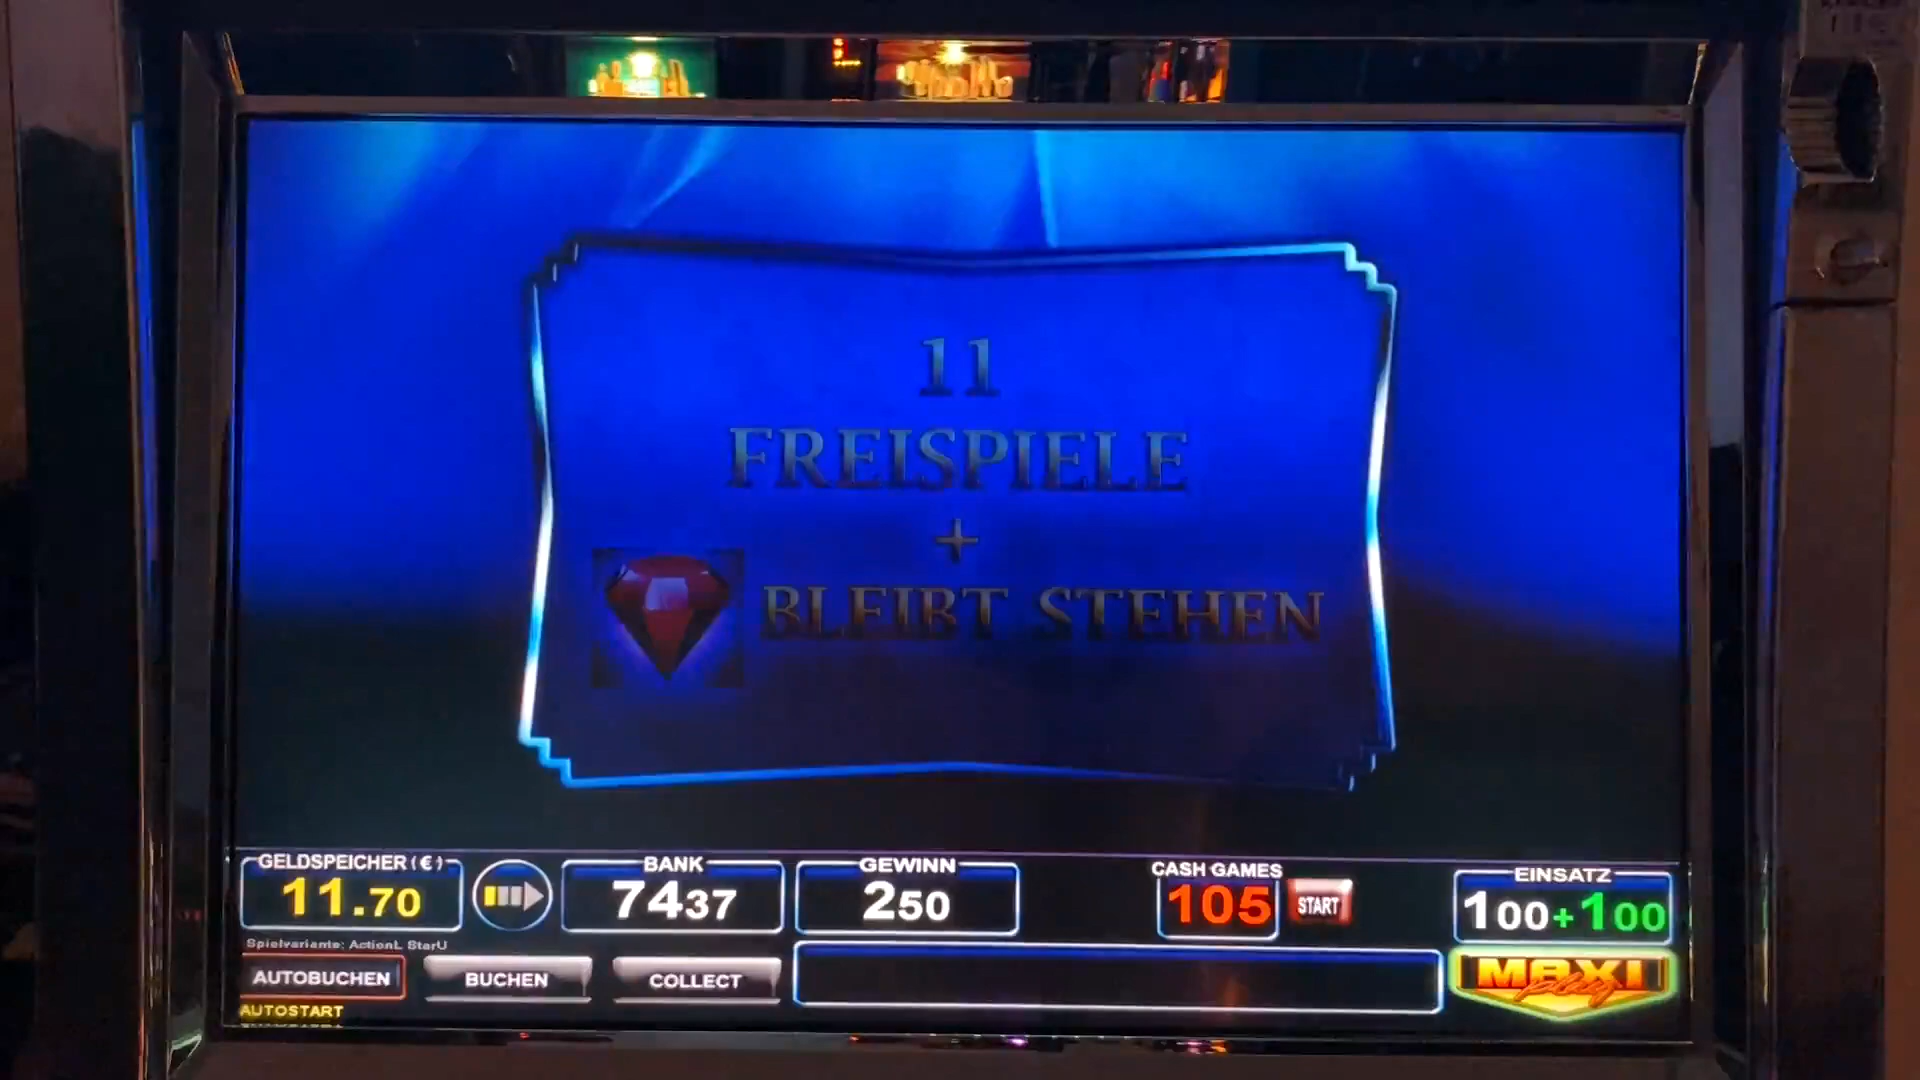 11
FREISPIELE
+
BLEIBT STEHEN
GELDSPEICHER(€)
11.70
BANK
7437
GEWINN
250
CASH GAMES
105
START
EINSATZ
100+100
Spielvariante: ActionL StarU
AUTOBUCHEN
BUCHEN
COLLECT
MAXI
play
AUTOSTART